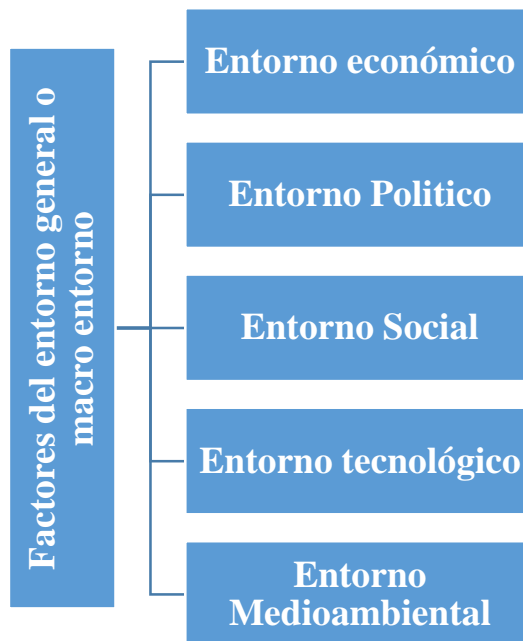 Factores del entorno general o
macro entorno
Entorno económico
Entorno Politico
Entorno Social
Entorno tecnológico
Entorno
Medioambiental